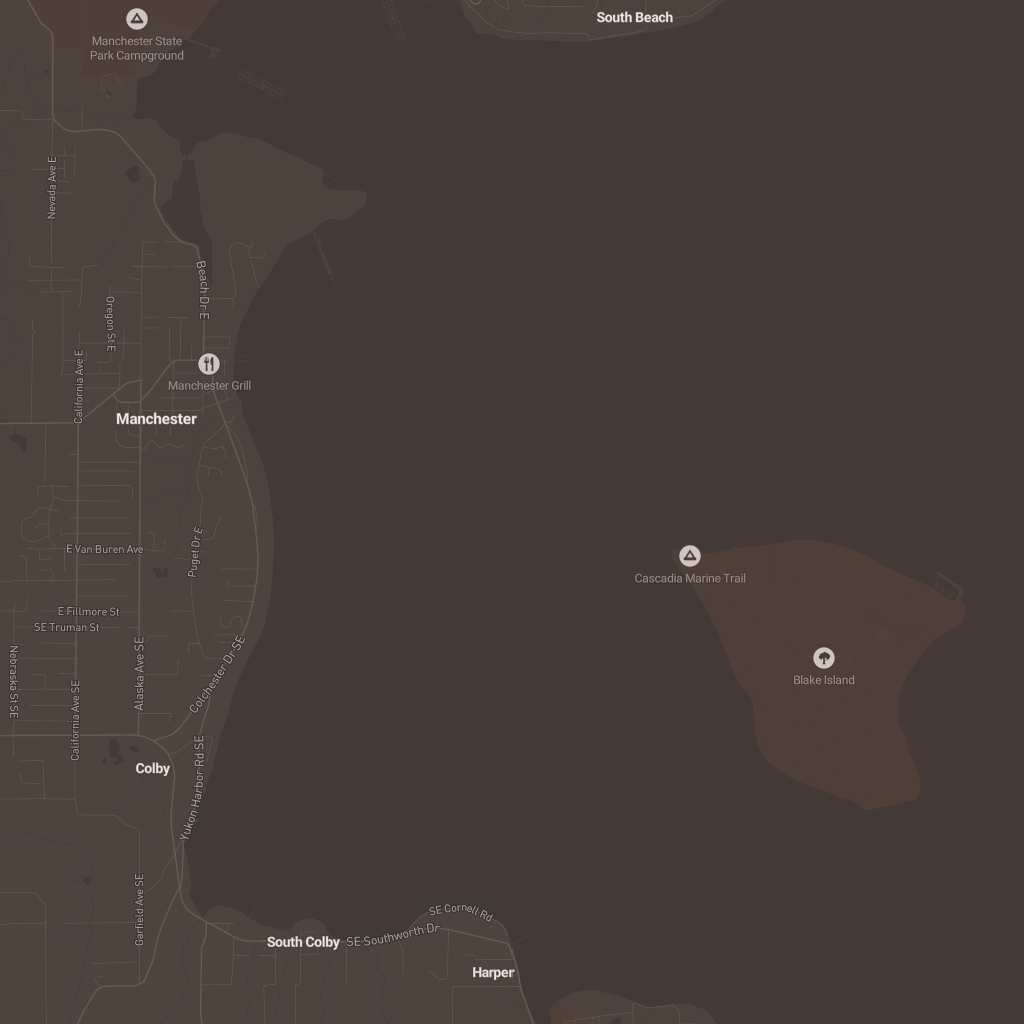 South Beach
Manchester State
Park Campground
Nevada Ave E
Beach Dr E
Oregon St E
California Ave E
Manchester Grill
Manchester
Puget Dr E
E Van Buren Ave
Cascadia Marine Trail
E Fillmore St
SE Truman St
Nebraska St SE
Alaska Ave SE
Colchester Dr SE
Blake Island
California Ave SE
Colby
Yukon Harbor Rd SE
Garfield Ave SE
SE Cornell Rd
South Colby
SE Southworth Dr
Harper